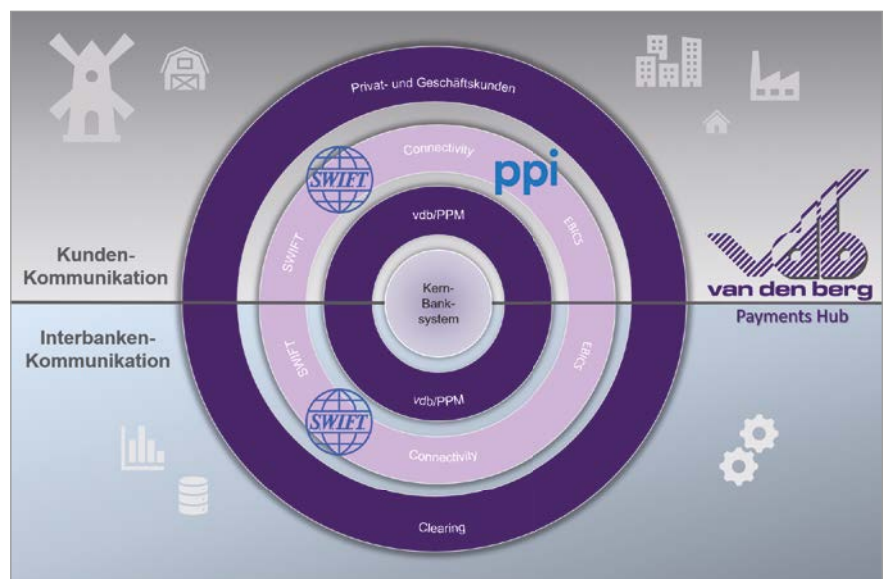 Privat- und Geschäftskunden
Connectivity
SWIFT
ppi
vdb/PPM
SWIFT
EBICS
Kunden-
Kommunikation
Kern-
Bank-
system
vdb
van den berg
Payments Hub
Interbanken-
Kommunikation
SWIFT
EBICS
vdb/PPM
SWIFT
Connectivity
Clearing